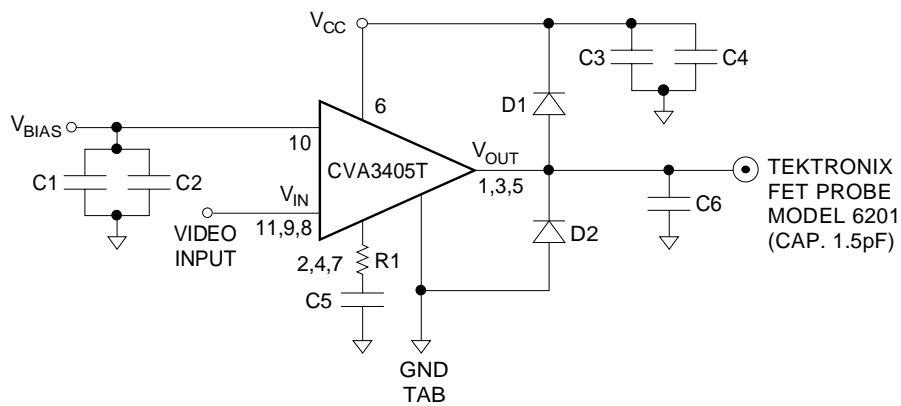 VCC
C3
C4
6
D1
VBIAS
10
C1
C2
CVA3405T
VOUT
1,3,5
VIN
11,9,8
VIDEO
INPUT
2,4,7
R1
C5
D2
C6
TEKTRONIX
FET PROBE
MODEL 6201
(CAP. 1.5pF)
GND
TAB